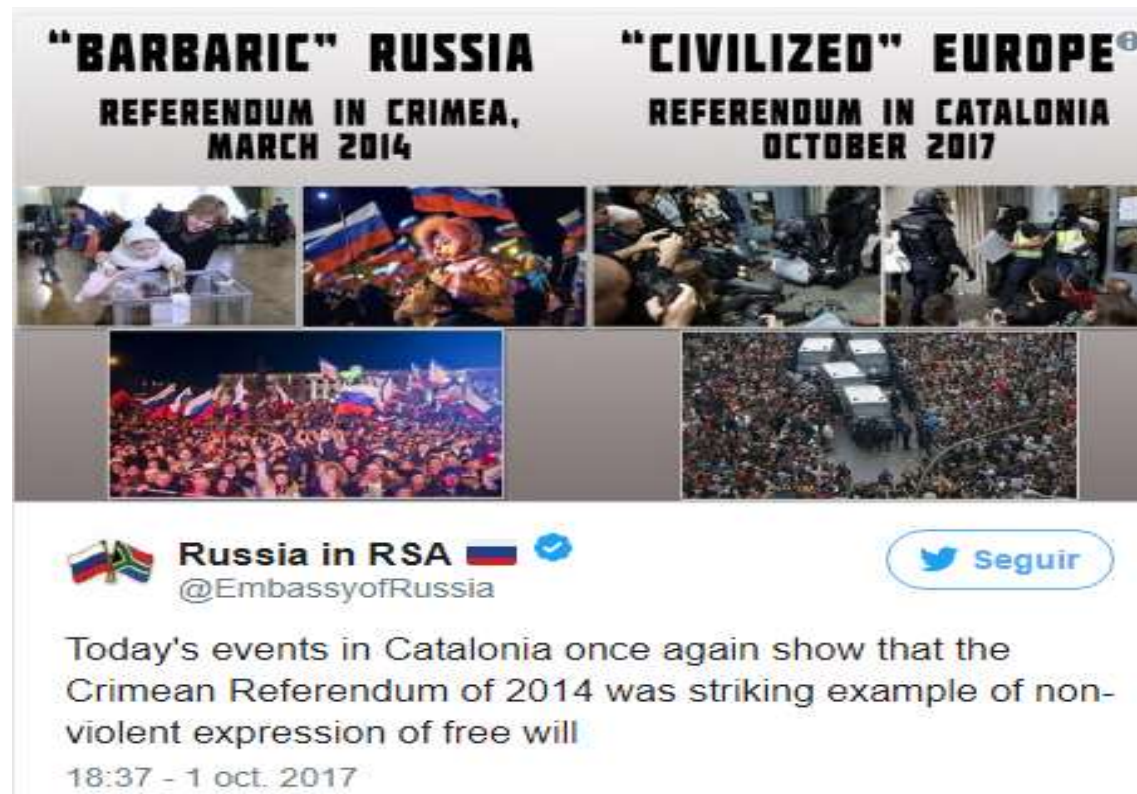 "BARBARIC" RUSSIA
REFERENDUM IN CRIMEA,
MARCH 2014
"CIVILIZED" EUROPE
REFERENDUM IN CATALONIA
OCTOBER 2017
Russia in RSA
@EmbassyofRussia
Seguir
Today's events in Catalonia once again show that the
Crimean Referendum of 2014 was striking example of non-
violent expression of free will
18:37 - 1 oct. 2017